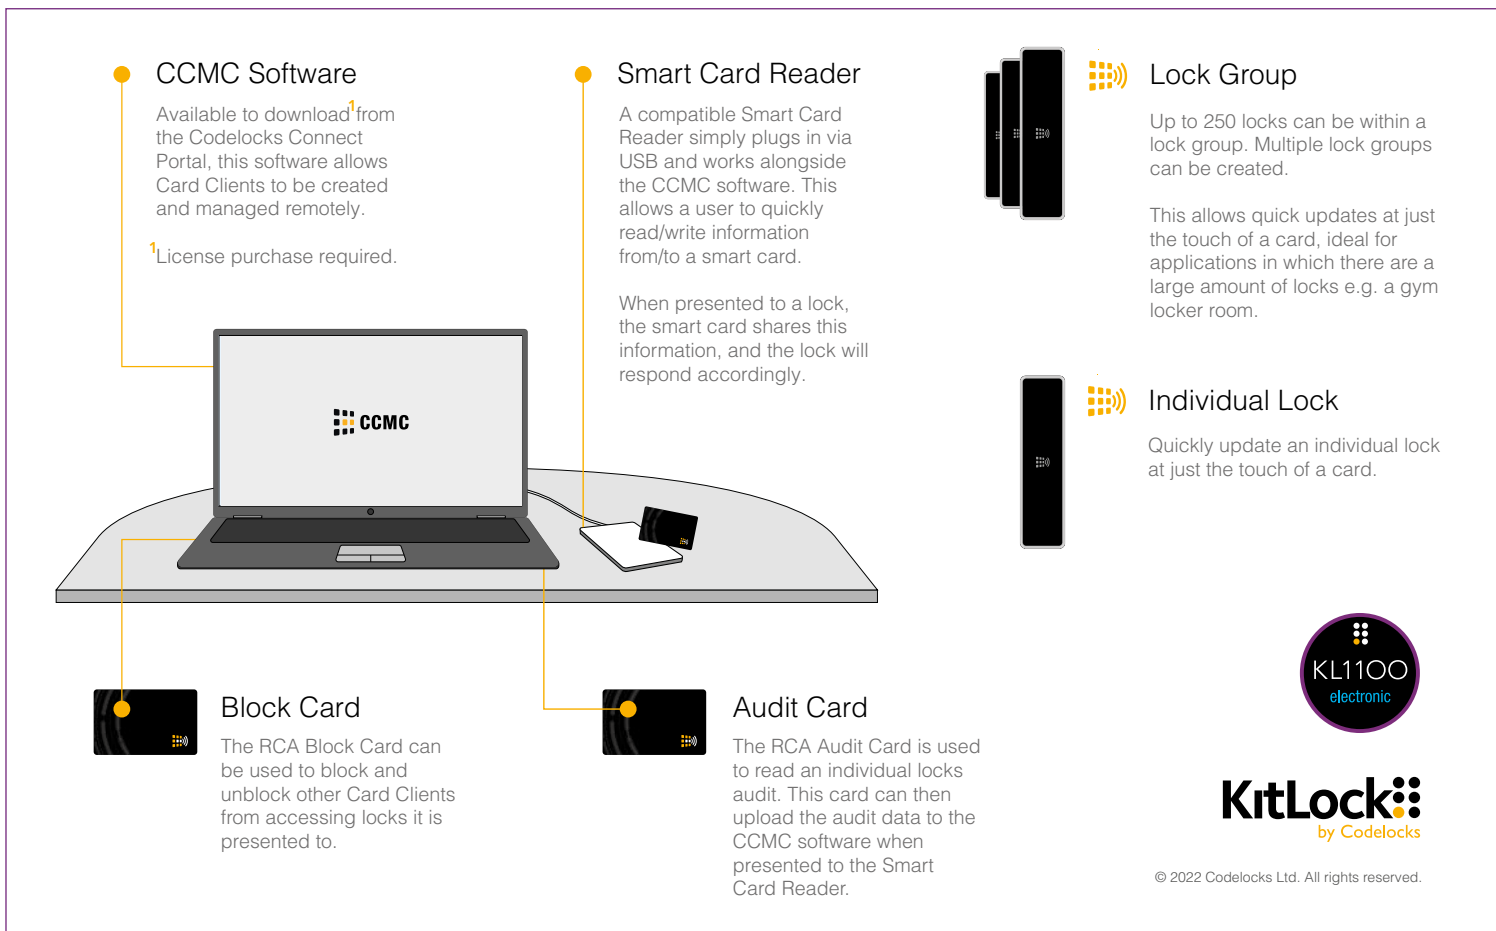 CCMC Software
Available to download¹from
the Codelocks Connect
Portal, this software allows
Card Clients to be created
and managed remotely.
¹License purchase required.
Smart Card Reader
A compatible Smart Card
Reader simply plugs in via
USB and works alongside
the CCMC software. This
allows a user to quickly
read/write information
from/to a smart card.
When presented to a lock,
the smart card shares this
information, and the lock will
respond accordingly.
Lock Group
Up to 250 locks can be within a
lock group. Multiple lock groups
can be created.
This allows quick updates at just
the touch of a card, ideal for
applications in which there are a
large amount of locks e.g. a gym
locker room.
Individual Lock
Quickly update an individual lock
at just the touch of a card.
CCMC
Block Card
The RCA Block Card can
be used to block and
unblock other Card Clients
from accessing locks it is
presented to.
Audit Card
The RCA Audit Card is used
to read an individual locks
audit. This card can then
upload the audit data to the
CCMC software when
presented to the Smart
Card Reader.
KL1100
electronic
KitLock
by Codelocks
© 2022 Codelocks Ltd. All rights reserved.